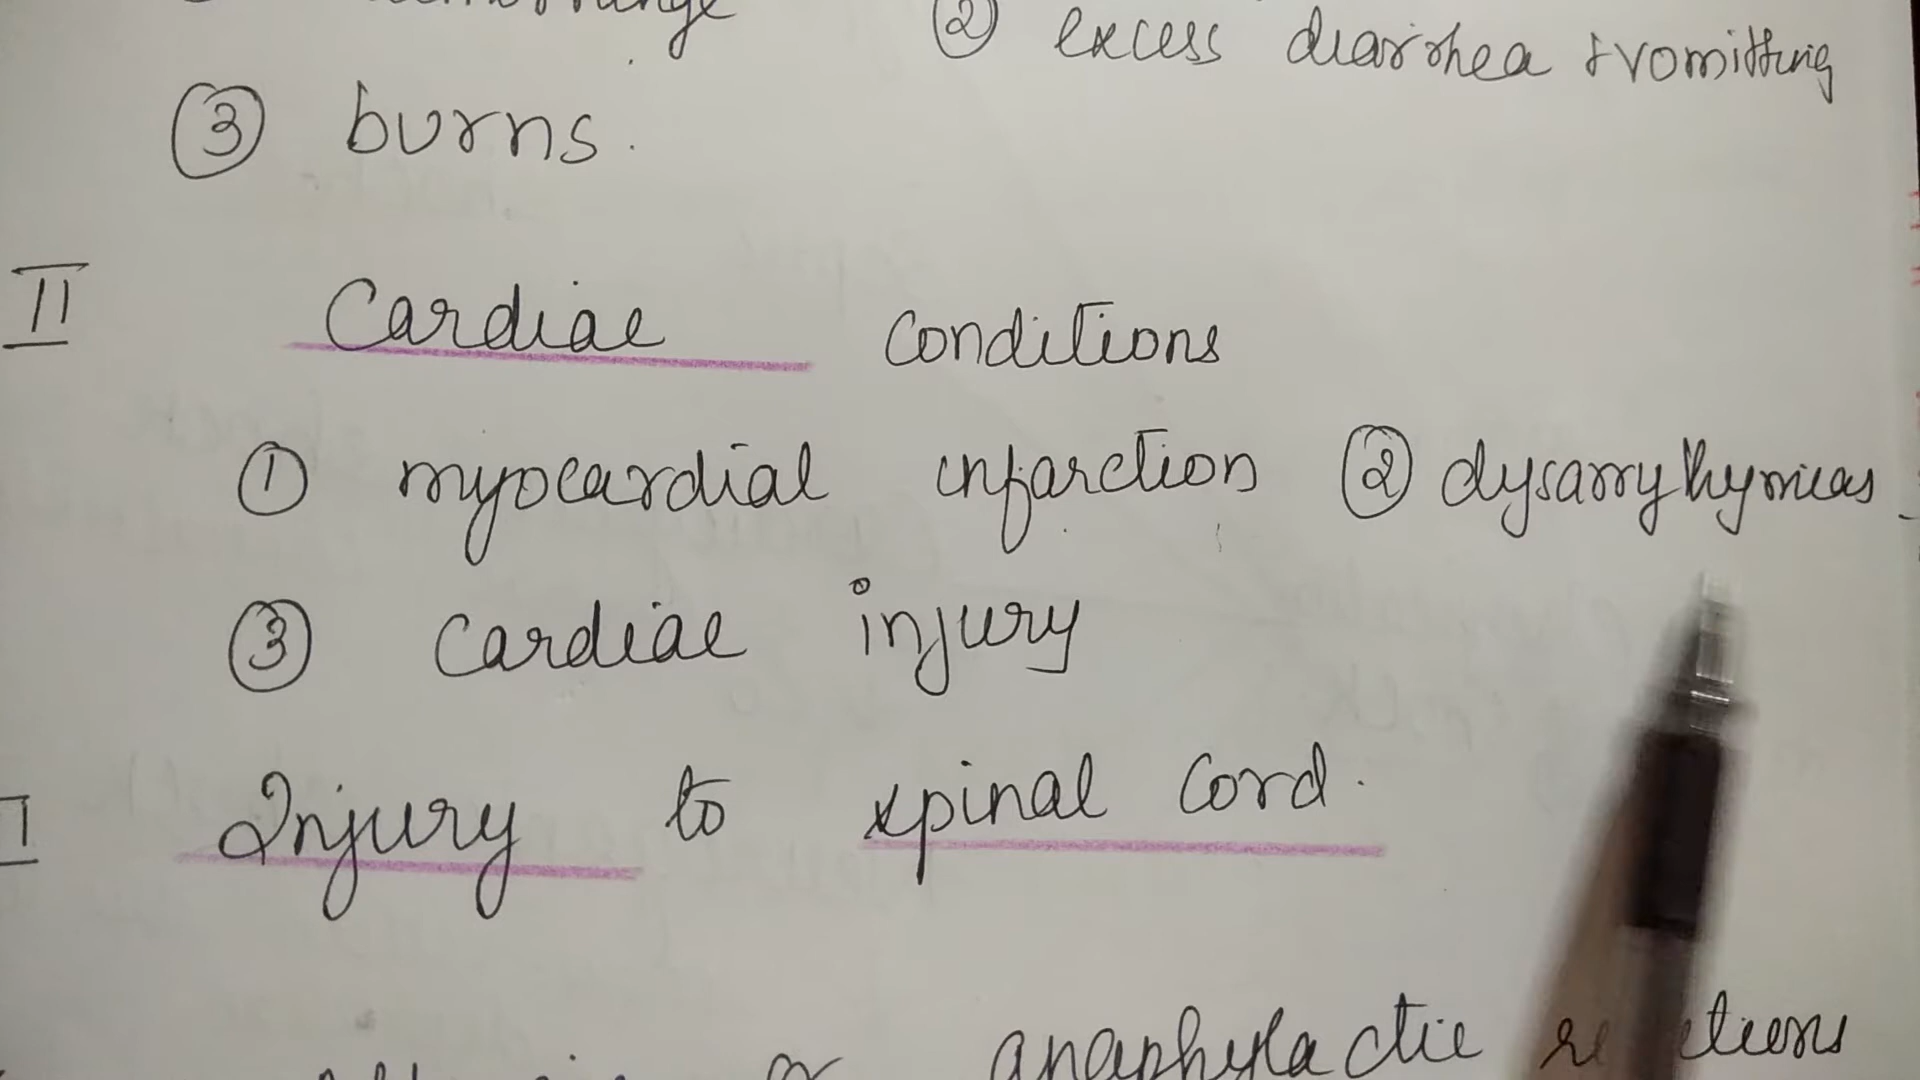 ② excess diarrhea & vomitting
③ burns.
II Cardiac conditions
① myocardial infarction ② dysarrythymias
③ cardiac injury
Injury to spinal cord.
or anaphylactic